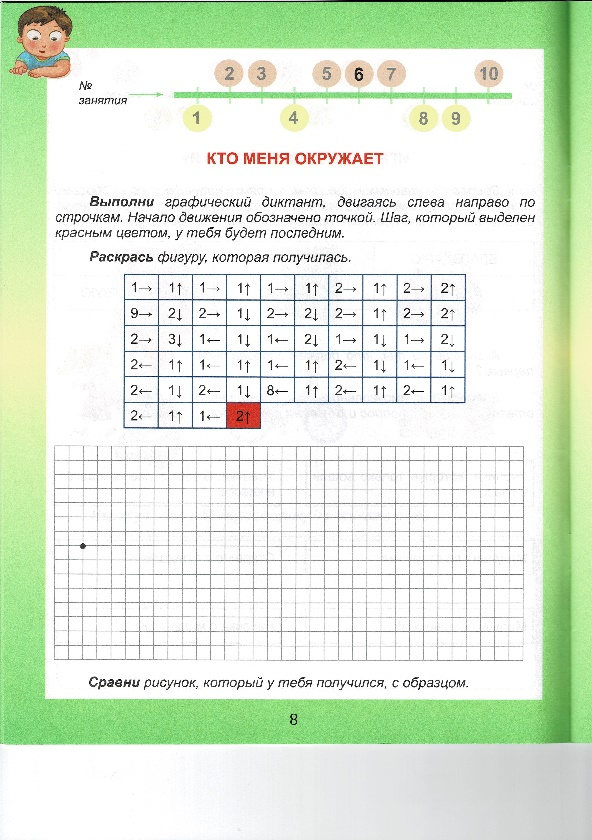 2 3 5 6 7 10
№
занятия
1 4 8 9
КТО МЕНЯ ОКРУЖАЕТ
Выполни графический диктант, двигаясь слева направо по
строчкам. Начало движения обозначено точкой. Шаг, который выделен
красным цветом, у тебя будет последним.
Раскрась фигуру, которая получилась.
1→ 1↑ 1→ 1↑ 1→ 1↑ 2→ 1↑ 2→ 2↑
9→ 2↓ 2→ 1↓ 2→ 2↓ 2→ 1↑ 2→ 2↑
2→ 3↓ 1← 1↓ 1← 2↓ 1→ 1↓ 1→ 2↓
2← 1↑ 1← 1↑ 1← 1↑ 2← 1↓ 1← 1↓
2← 1↓ 2← 1↓ 8← 1↑ 2← 1↑ 2← 1↑
2← 1↑ 1← 2↑
Сравни рисунок, который у тебя получился, с образцом.
8